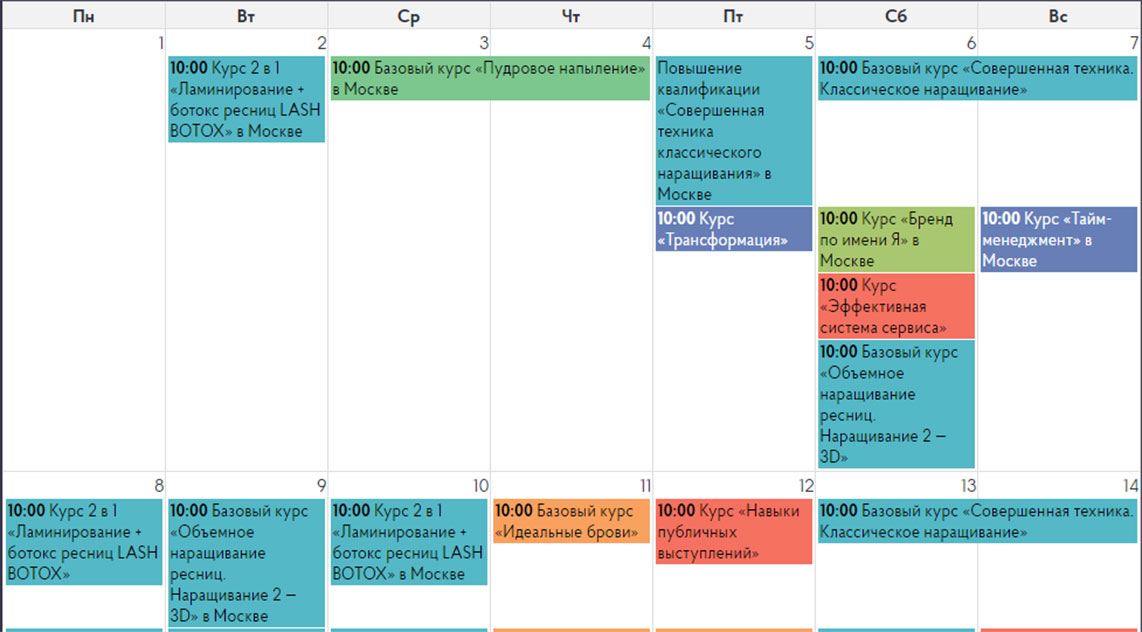 Пн Вт Ср Чт Пт Сб Вс
1 2 3 4 5 6 7
10:00 Курс 2 в 1
«Ламинирование +
ботокс ресниц LASH
BOTOX» в Москве
10:00 Базовый курс «Пудровое напыление»
в Москве
Повышение
квалификации
«Совершенная
техника
классического
наращивания» в
Москве
10:00 Курс
«Трансформация»
10:00 Базовый курс «Совершенная техника.
Классическое наращивание»
10:00 Курс «Бренд
по имени Я» в
Москве
10:00 Курс
«Эффективная
система сервиса»
10:00 Базовый курс
«Объемное
наращивание
ресниц.
Наращивание 2 –
3D»
10:00 Курс «Тайм-
менеджмент» в
Москве
8 9 10 11 12 13 14
10:00 Курс 2 в 1
«Ламинирование +
ботокс ресниц LASH
BOTOX»
10:00 Базовый курс
«Объемное
наращивание
ресниц.
Наращивание 2 –
3D» в Москве
10:00 Курс 2 в 1
«Ламинирование +
ботокс ресниц LASH
BOTOX» в Москве
10:00 Базовый курс
«Идеальные брови»
10:00 Курс «Навыки
публичных
выступлений»
10:00 Базовый курс «Совершенная техника.
Классическое наращивание»